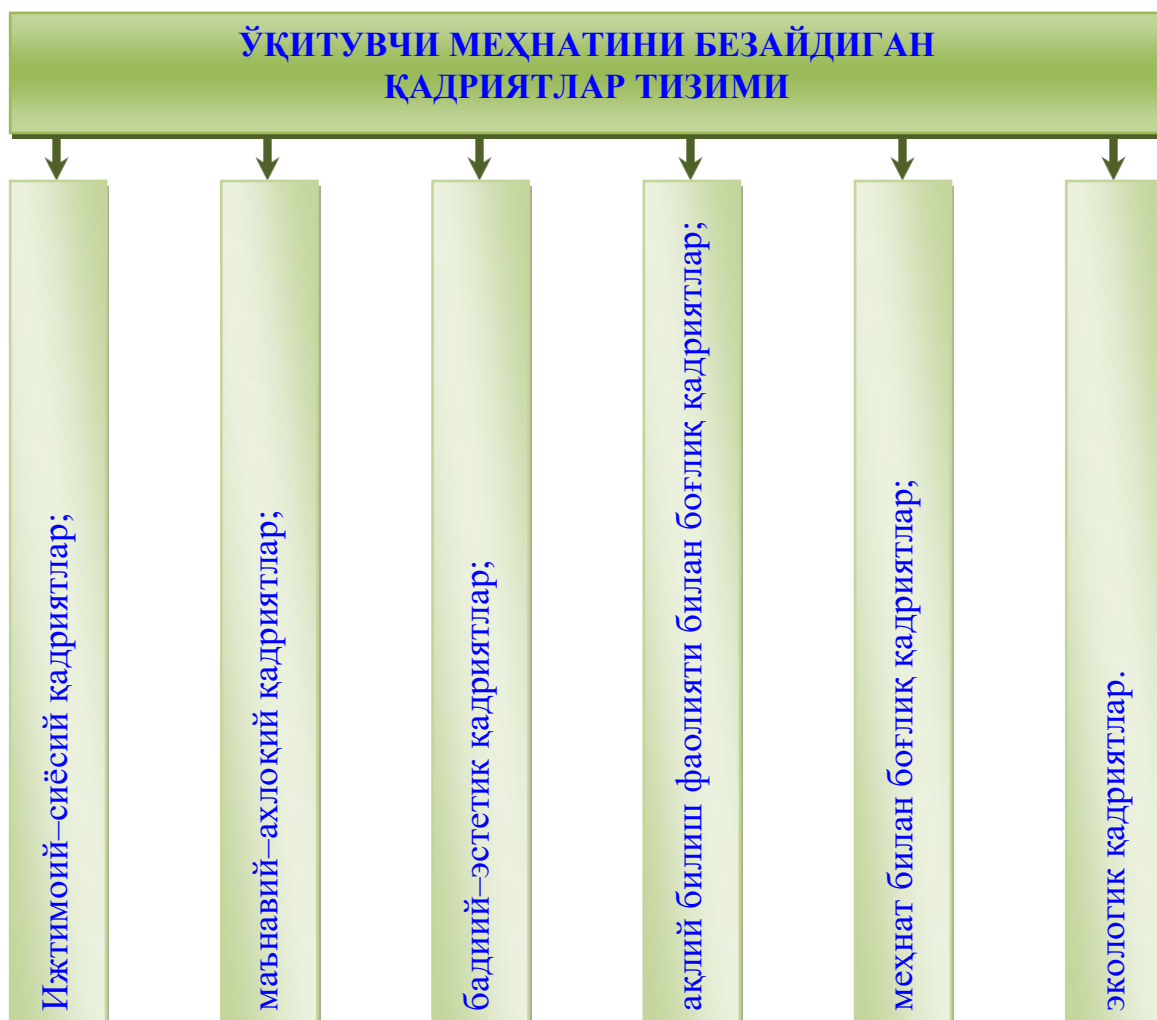 ЎҚИТУВЧИ МЕҲНАТИНИ БЕЗАЙДИГАН
ҚАДРИЯТЛАР ТИЗИМИ
Ижтимоий–сиёсий қадриятлар;
маънавий–ахлоқий қадриятлар;
бадиий–эстетик қадриятлар;
ақлий билиш фаолияти билан боғлиқ қадриятлар;
меҳнат билан боғлиқ қадриятлар;
экологик қадриятлар.